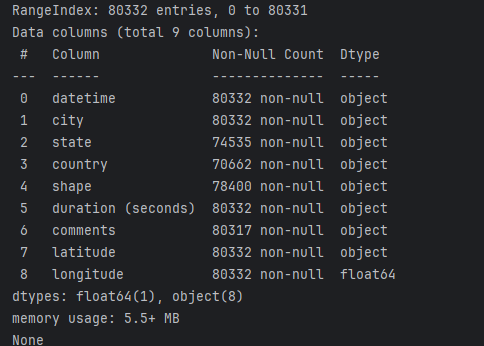 RangeIndex: 80332 entries, 0 to 80331
Data columns (total 9 columns):
 #   Column              Non-Null Count  Dtype
---  ------              --------------  -----
 0   datetime            80332 non-null  object
 1   city                80332 non-null  object
 2   state               74535 non-null  object
 3   country             70662 non-null  object
 4   shape               78400 non-null  object
 5   duration (seconds)  80332 non-null  object
 6   comments            80317 non-null  object
 7   latitude            80332 non-null  object
 8   longitude           80332 non-null  float64
dtypes: float64(1), object(8)
memory usage: 5.5+ MB
None